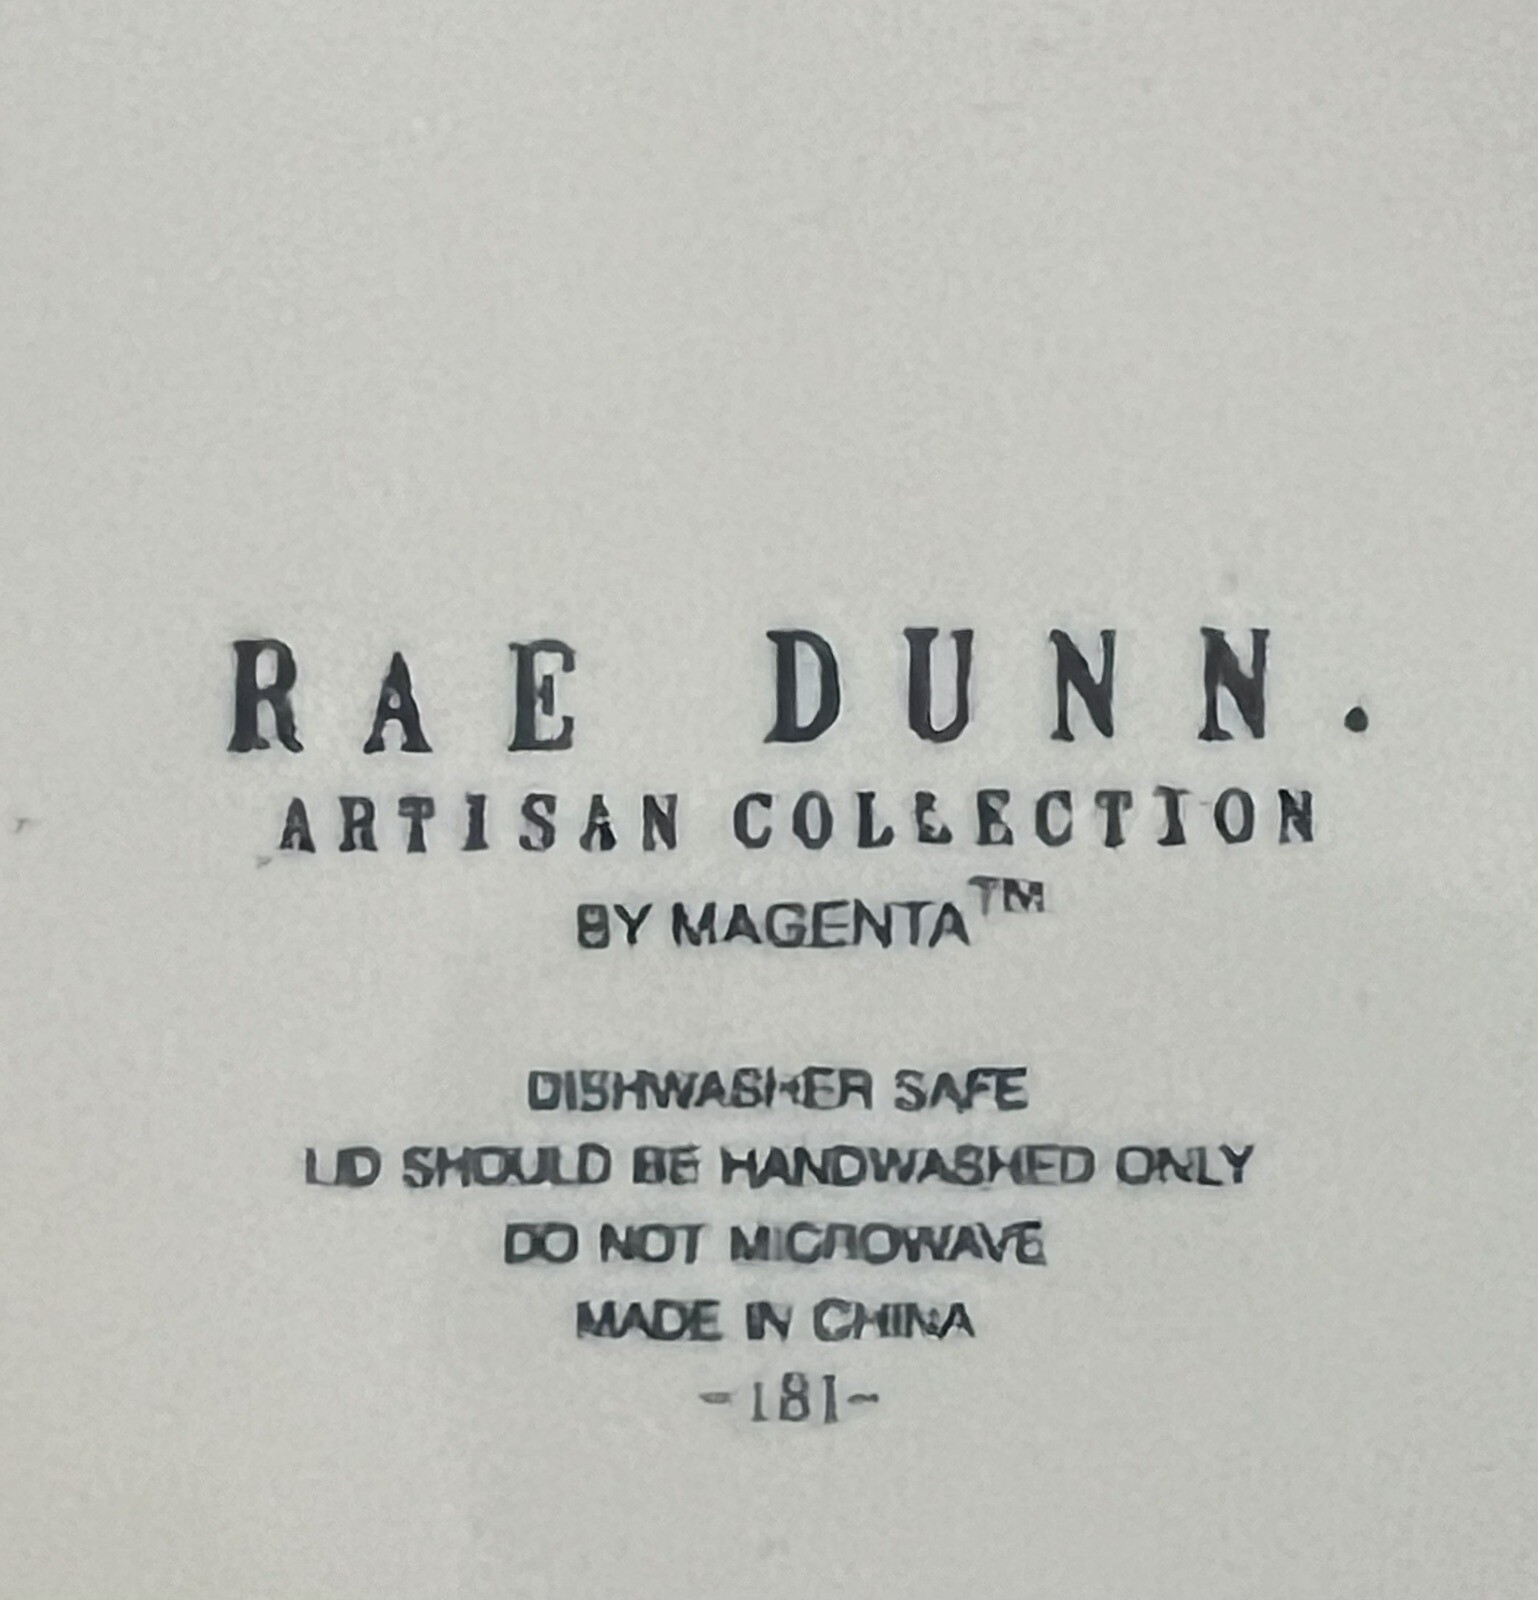 RAE DUNN.
ARTISAN COLLECTION
BY MAGENTA™
DISHWASHER SAFE
LID SHOULD BE HANDWASHED ONLY
DO NOT MICROWAVE
MADE IN CHINA
-181-